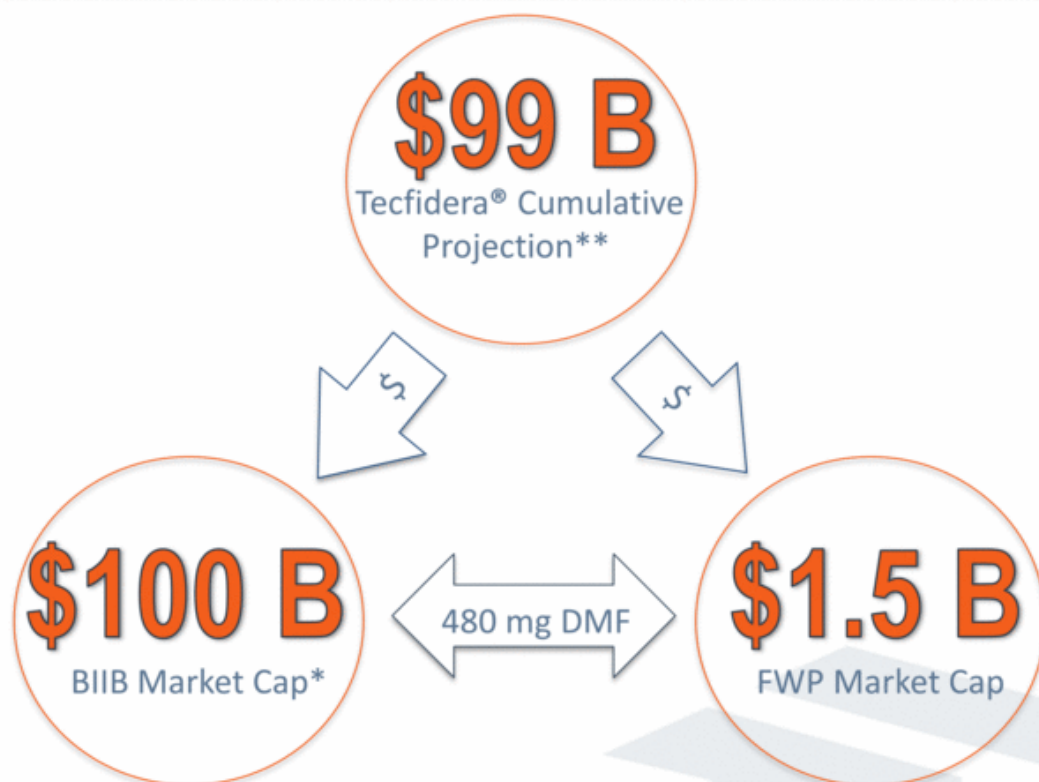 $99 B
Tecfidera® Cumulative
Projection**
$
$
$100 B
BIIB Market Cap*
480 mg DMF
$1.5 B
FWP Market Cap